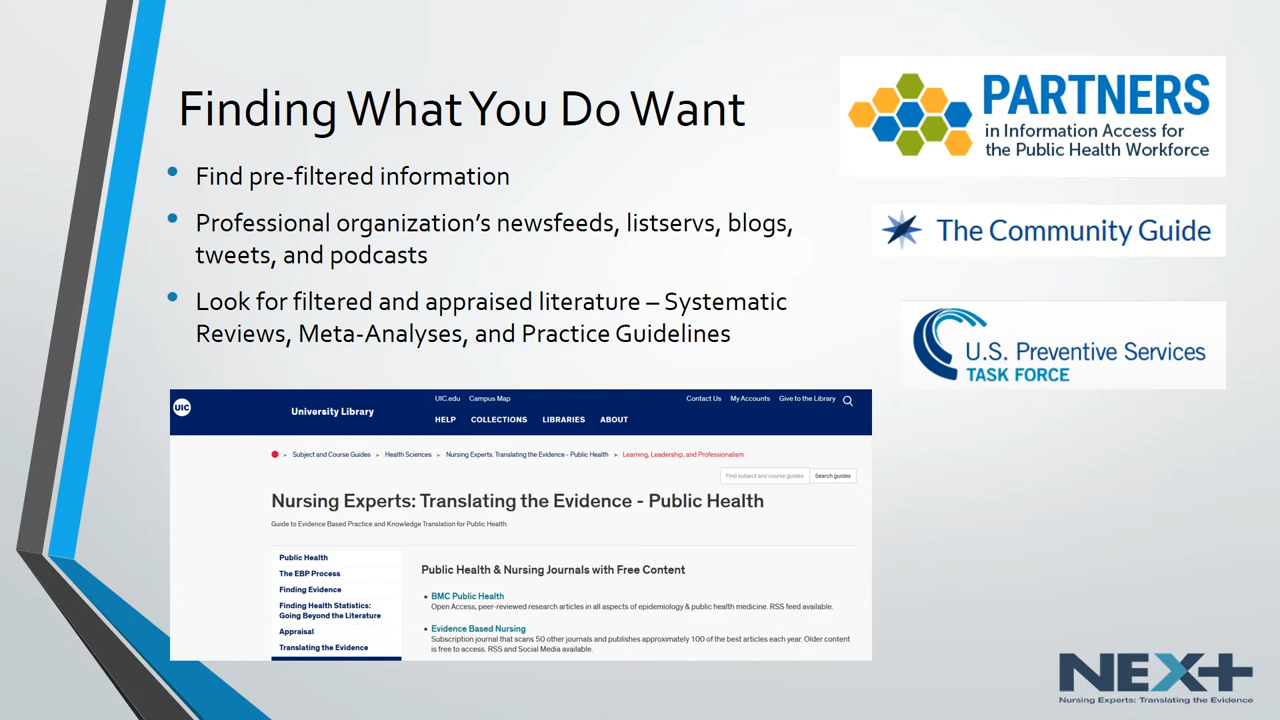 Finding What You Do Want
Find pre-filtered information
Professional organization's newsfeeds, listservs, blogs,
tweets, and podcasts
Look for filtered and appraised literature – Systematic
Reviews, Meta-Analyses, and Practice Guidelines
PARTNERS
in Information Access for
the Public Health Workforce
The Community Guide
U.S. Preventive Services
TASK FORCE
UIC
University Library
UIC.edu Campus Map
Contact Us My Accounts Give to the Library
HELP COLLECTIONS LIBRARIES ABOUT
Subject and Course Guides > Health Sciences > Nursing Experts: Translating the Evidence - Public Health > Learning, Leadership, and Professionalism
Find subject and course guides Search guides
Nursing Experts: Translating the Evidence - Public Health
Guide to Evidence Based Practice and Knowledge Translation for Public Health.
Public Health
The EBP Process
Finding Evidence
Finding Health Statistics:
Going Beyond the Literature
Appraisal
Translating the Evidence
Public Health & Nursing Journals with Free Content
BMC Public Health
Open Access, peer-reviewed research articles in all aspects of epidemiology & public health medicine. RSS feed available.
Evidence Based Nursing
Subscription journal that scans 50 other journals and publishes approximately 100 of the best articles each year. Older content
is free to access. RSS and Social Media available.
NEXT
Nursing Experts: Translating the Evidence